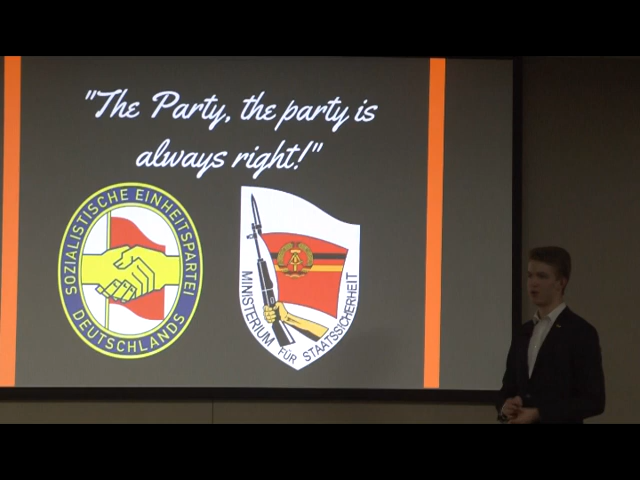 "The Party, the party is
always right!"
SOZIALISTISCHE EINHEITSPARTEI
DEUTSCHLANDS
MINISTERIUM FÜR STAATSSICHERHEIT